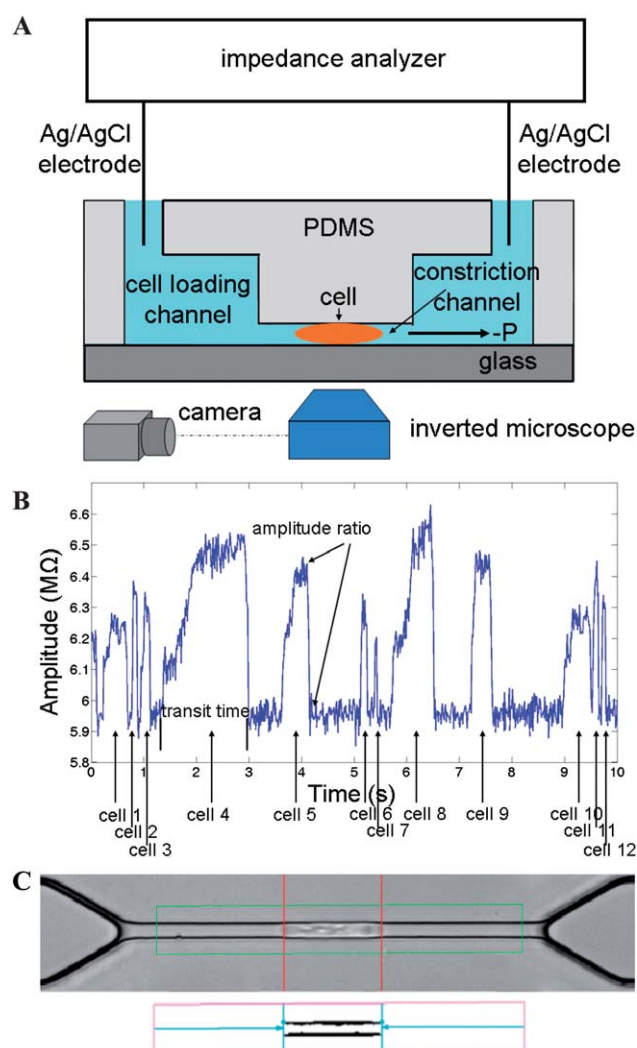 A
impedance analyzer
Ag/AgCl
electrode
Ag/AgCl
electrode
PDMS
cell loading
channel
cell
constriction
channel
-P
glass
camera
inverted microscope
B
Amplitude (MΩ)
6.6
6.5
6.4
6.3
6.2
6.1
6
5.9
5.8
amplitude ratio
transit time
0 1 2 3 4 5 6 7 8 9 10
Time (s)
cell 1
cell 2
cell 3
cell 4
cell 5
cell 6
cell 7
cell 8
cell 9
cell 10
cell 11
cell 12
C